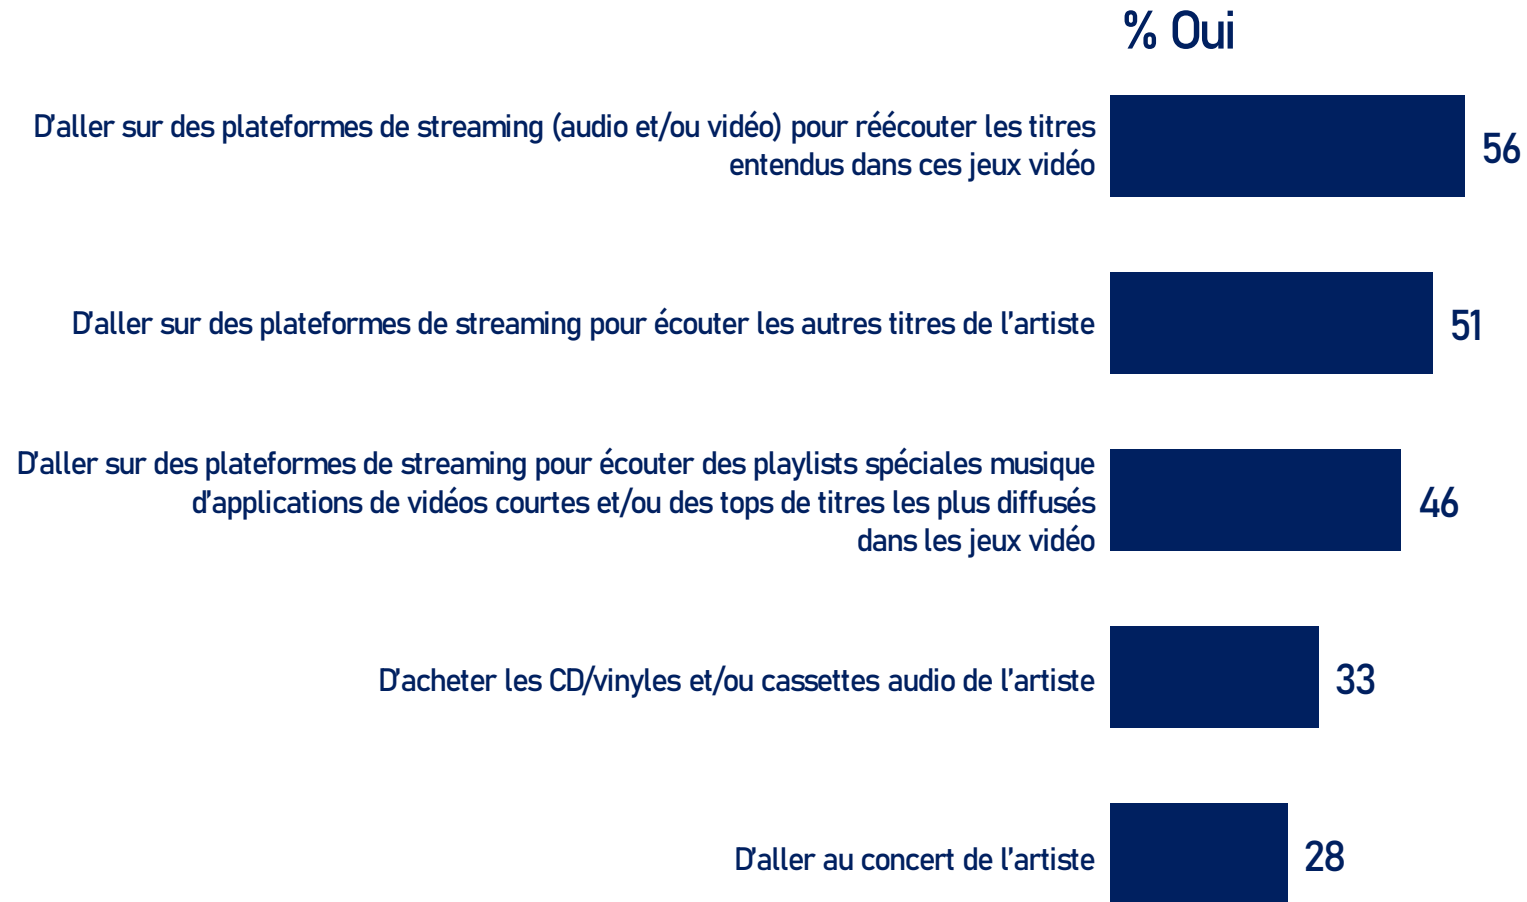 % Oui
D'aller sur des plateformes de streaming (audio et/ou vidéo) pour réécouter les titres
entendus dans ces jeux vidéo
56
D'aller sur des plateformes de streaming pour écouter les autres titres de l'artiste
51
D'aller sur des plateformes de streaming pour écouter des playlists spéciales musique
d'applications de vidéos courtes et/ou des tops de titres les plus diffusés
dans les jeux vidéo
46
D'acheter les CD/vinyles et/ou cassettes audio de l'artiste
33
D'aller au concert de l'artiste
28